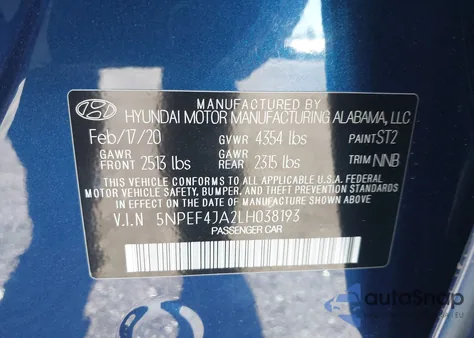 MANUFACTURED BY
HYUNDAI MOTOR MANUFACTURING ALABAMA, LLC
Feb/17/20 GVWR 4354 lbs PAINT ST2
GAWR FRONT 2513 lbs GAWR REAR 2315 lbs TRIM NNB
THIS VEHICLE CONFORMS TO ALL APPLICABLE U.S.A FEDERAL
MOTOR VEHICLE SAFETY, BUMPER, AND THEFT PREVENTION STANDARDS
IN EFFECT ON THE DATE OF MANUFACTURE SHOWN ABOVE.
V.I.N 5NPEF4JA2LH038193
PASSENGER CAR
autoSnap